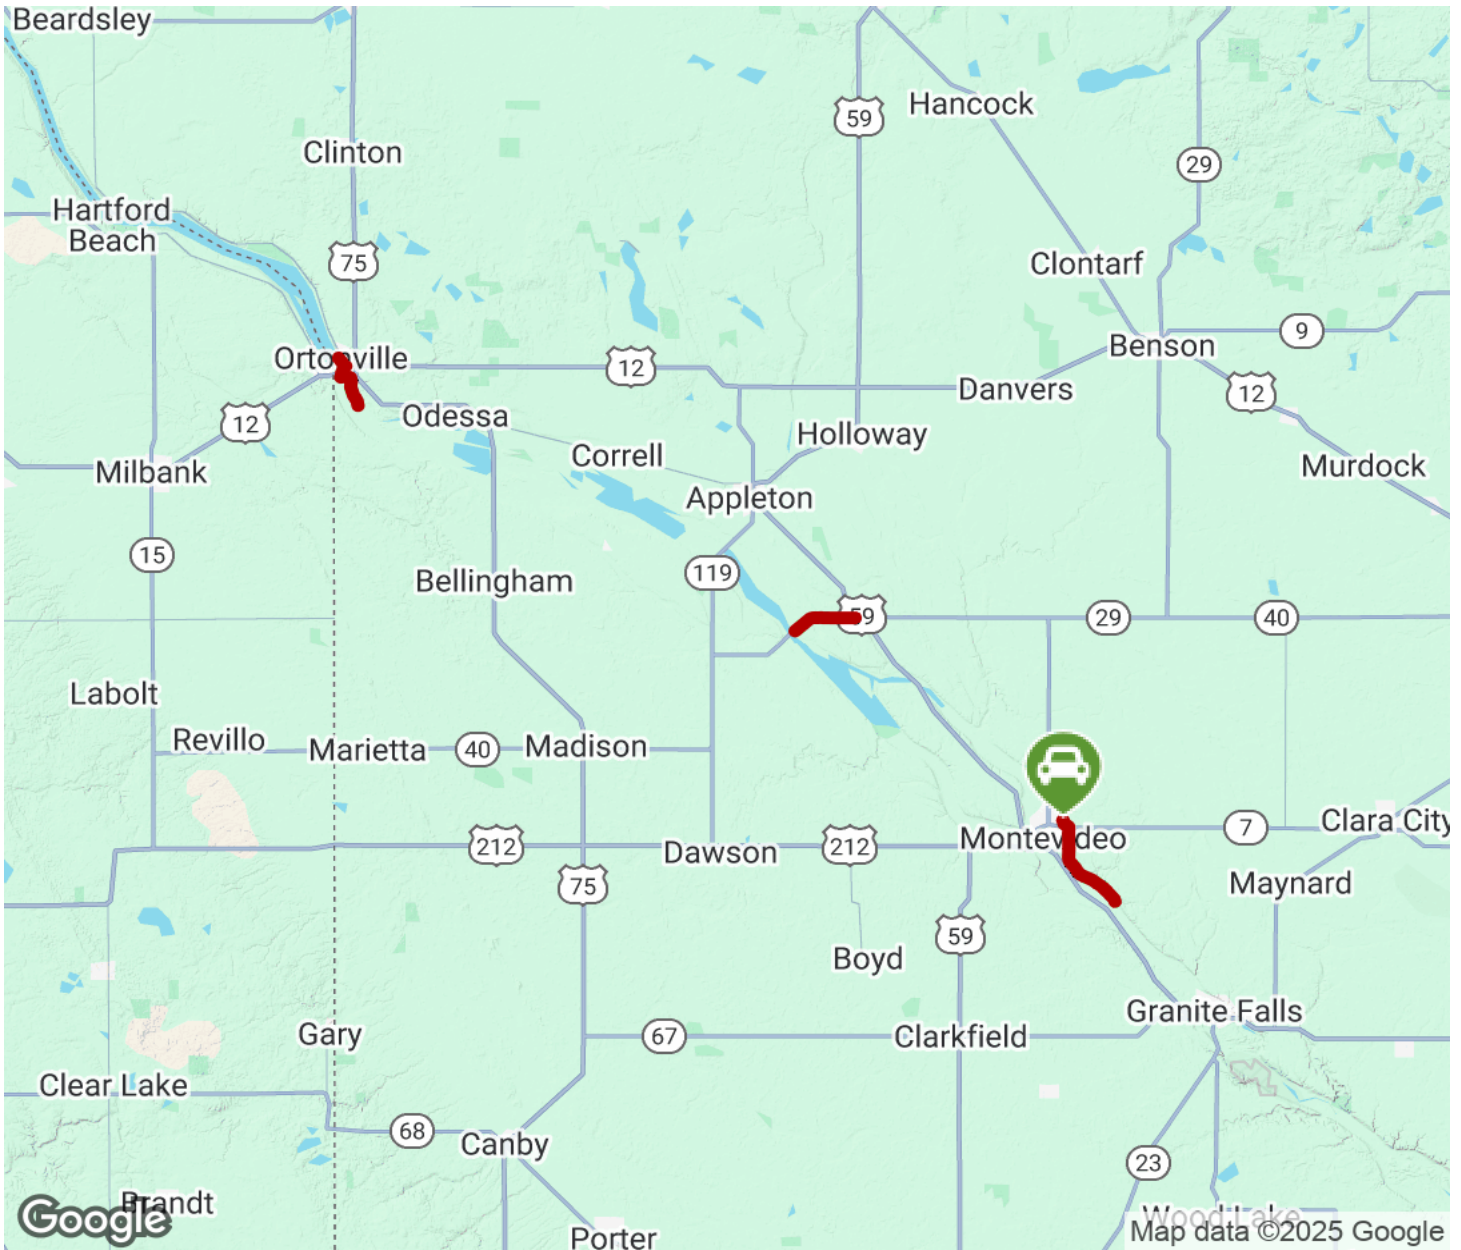 Beardsley
Hancock
59
Clinton
29
Hartford
Beach
75
Clontarf
Ortonville
12
9
Benson
Danvers
12
12
Odessa
Holloway
Correll
Milbank
Murdock
Appleton
15
119
Bellingham
59
29
40
Labolt
Revillo
Marietta
40
Madison
Montevideo
7
Clara City
212
Dawson
212
75
Maynard
59
Boyd
Granite Falls
Gary
67
Clarkfield
Clear Lake
68
Canby
23
Brandt
Google
Wood Lake
Map data ©2025 Google
Porter